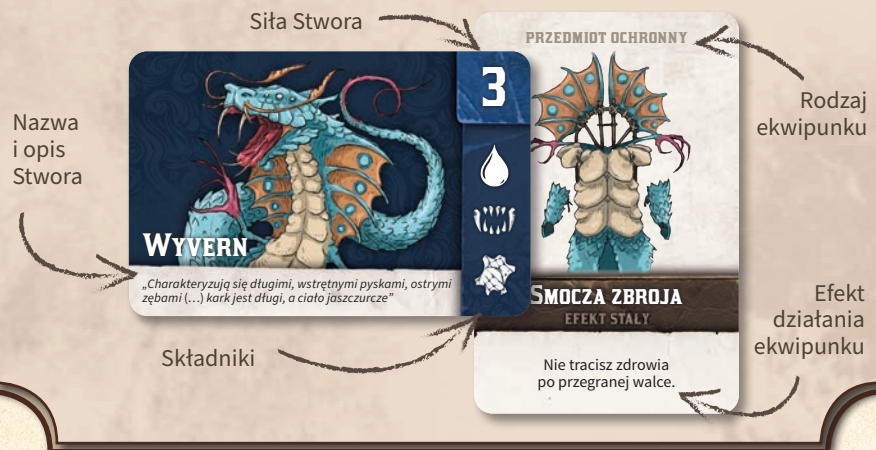 Siła Stwora
PRZEDMIOT OCHRONNY
3
Rodzaj
ekwipunku
Nazwa
i opis
Stwora
WYVERN
„Charakteryzują się długimi, wstrętnymi pyskami, ostrymi
zębami (...) kark jest długi, a ciało jaszczurcze”
SMOCZA ZBROJA
EFEKT STAŁY
Efekt
działania
ekwipunku
Składniki
Nie tracisz zdrowia
po przegranej walce.